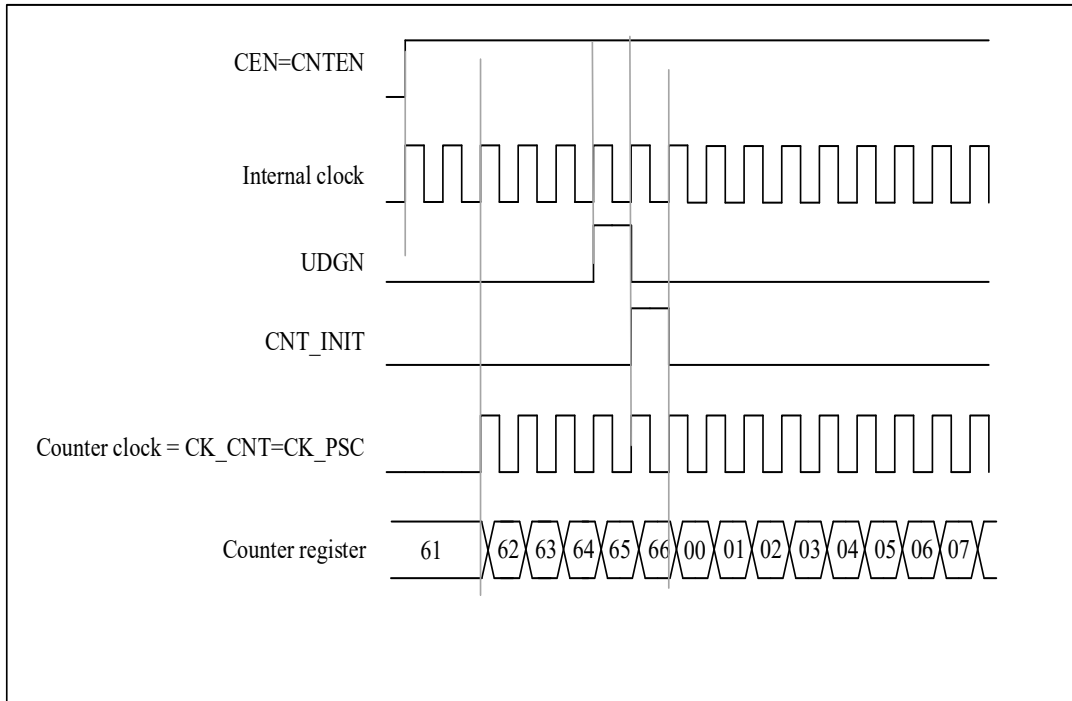 CEN=CNTEN
Internal clock
UDGN
CNT_INIT
Counter clock = CK_CNT=CK_PSC
Counter register 61 62 63 64 65 66 00 01 02 03 04 05 06 07